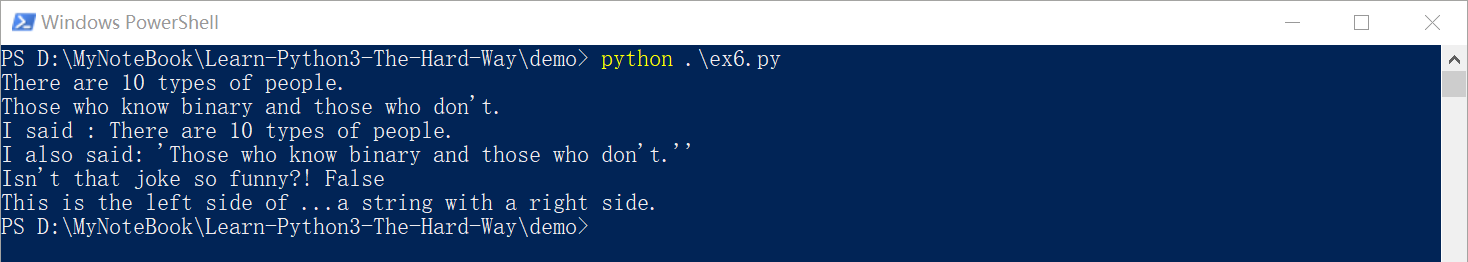 Windows PowerShell
PS D:\MyNoteBook\Learn-Python3-The-Hard-Way\demo> python .\ex6.py
There are 10 types of people.
Those who know binary and those who don't.
I said : There are 10 types of people.
I also said: 'Those who know binary and those who don't.''
Isn't that joke so funny?! False
This is the left side of ...a string with a right side.
PS D:\MyNoteBook\Learn-Python3-The-Hard-Way\demo>